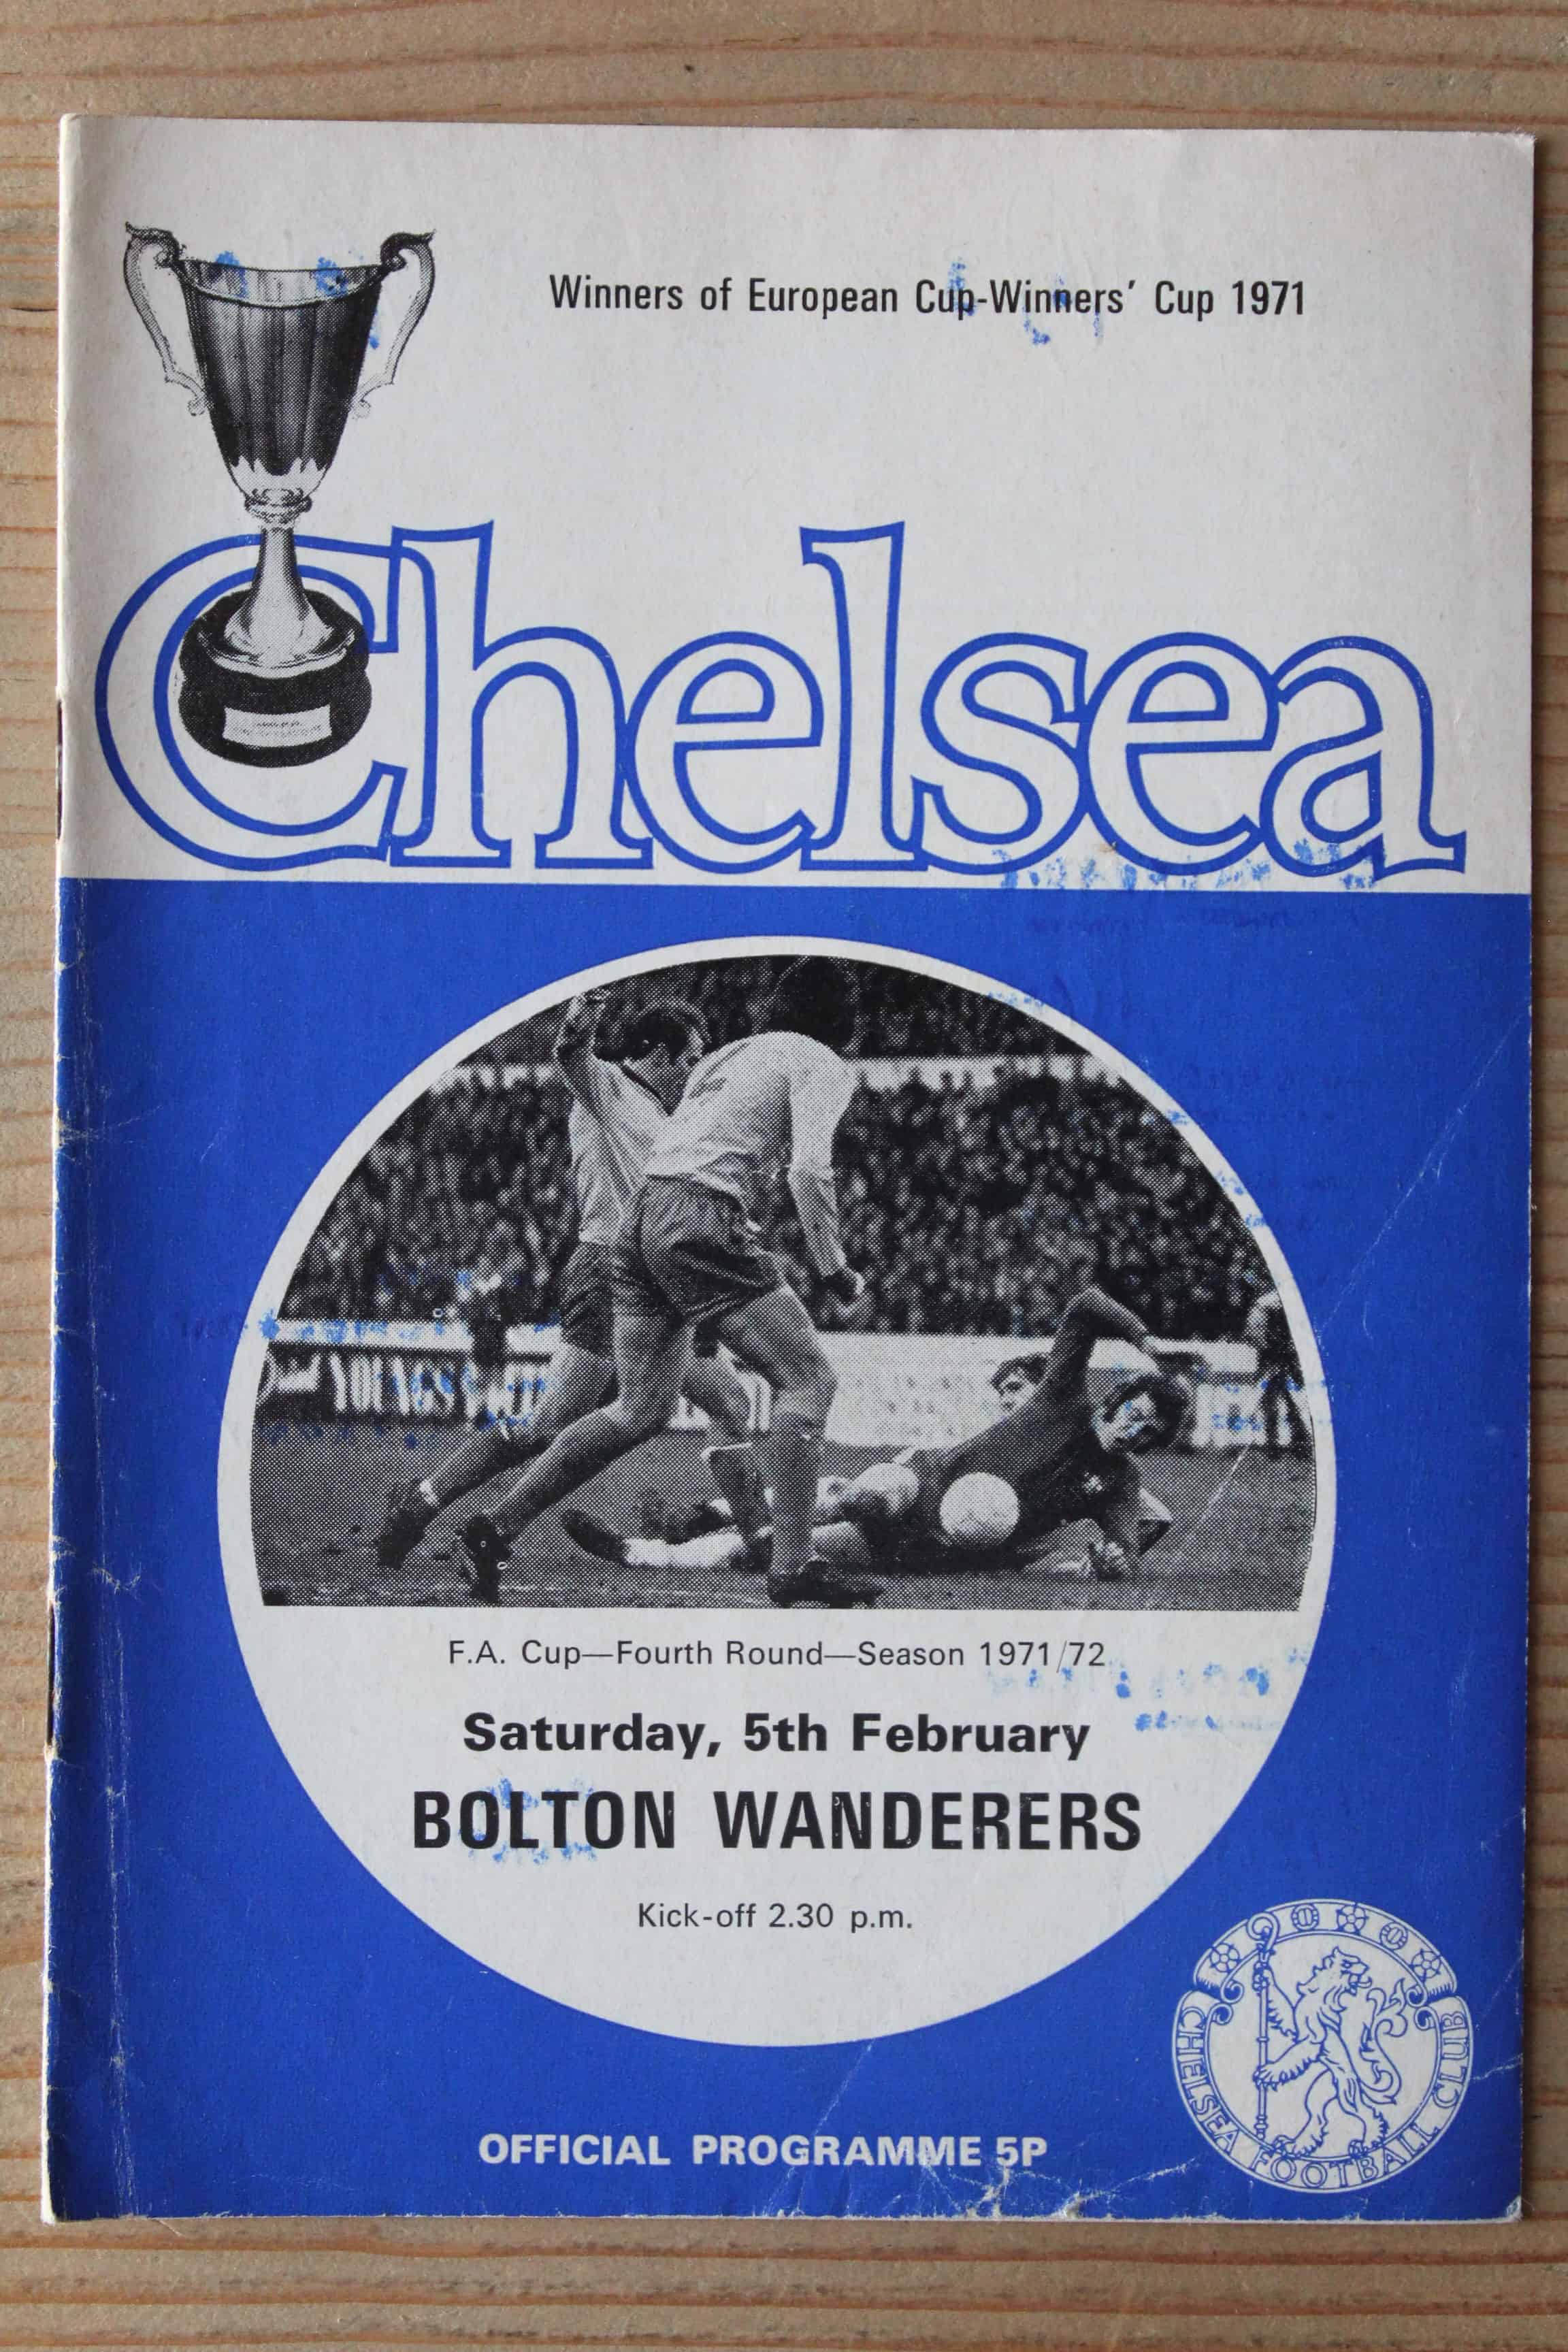 Winners of European Cup-Winners' Cup 1971
Chelsea
YOUNGS
F.A. Cup—Fourth Round—Season 1971/72
Saturday, 5th February
BOLTON WANDERERS
Kick-off 2.30 p.m.
CHELSEA FOOTBALL CLUB
OFFICIAL PROGRAMME 5P